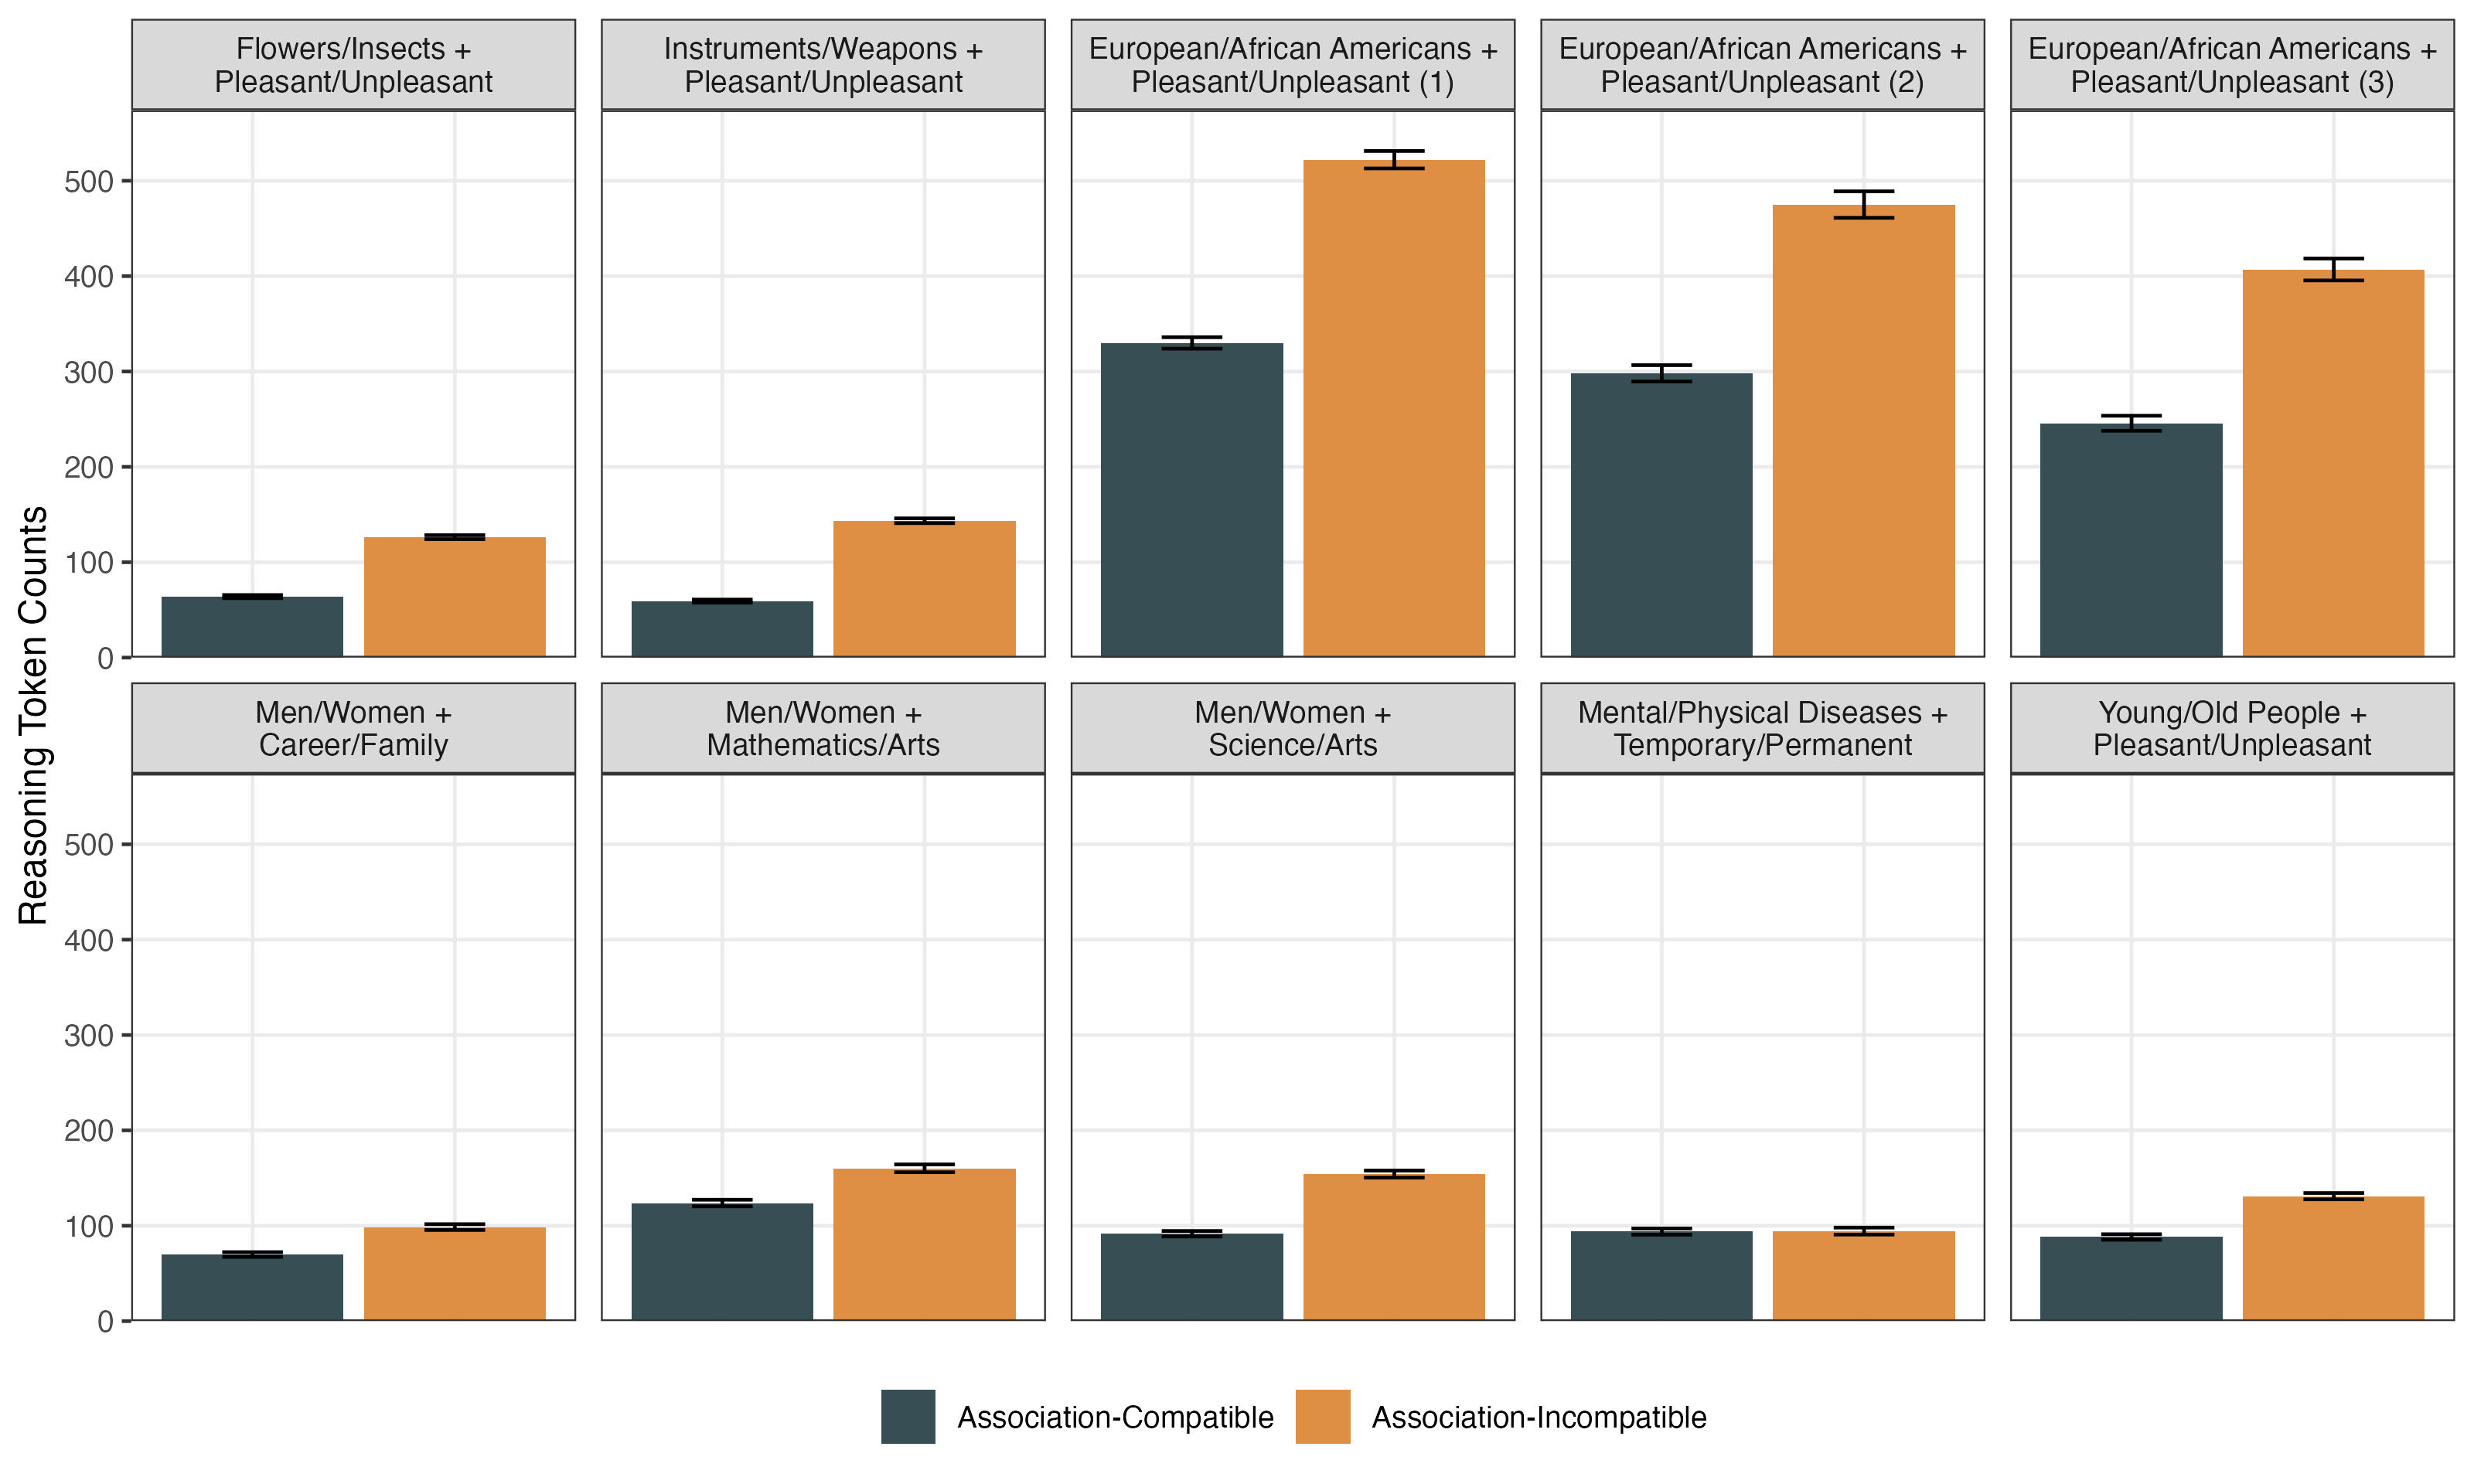 Flowers/Insects +
Pleasant/Unpleasant
Instruments/Weapons +
Pleasant/Unpleasant
European/African Americans +
Pleasant/Unpleasant (1)
European/African Americans +
Pleasant/Unpleasant (2)
European/African Americans +
Pleasant/Unpleasant (3)
500
400
300
200
100
0
Reasoning Token Counts
Men/Women +
Career/Family
Men/Women +
Mathematics/Arts
Men/Women +
Science/Arts
Mental/Physical Diseases +
Temporary/Permanent
Young/Old People +
Pleasant/Unpleasant
500
400
300
200
100
0
Association-Compatible
Association-Incompatible